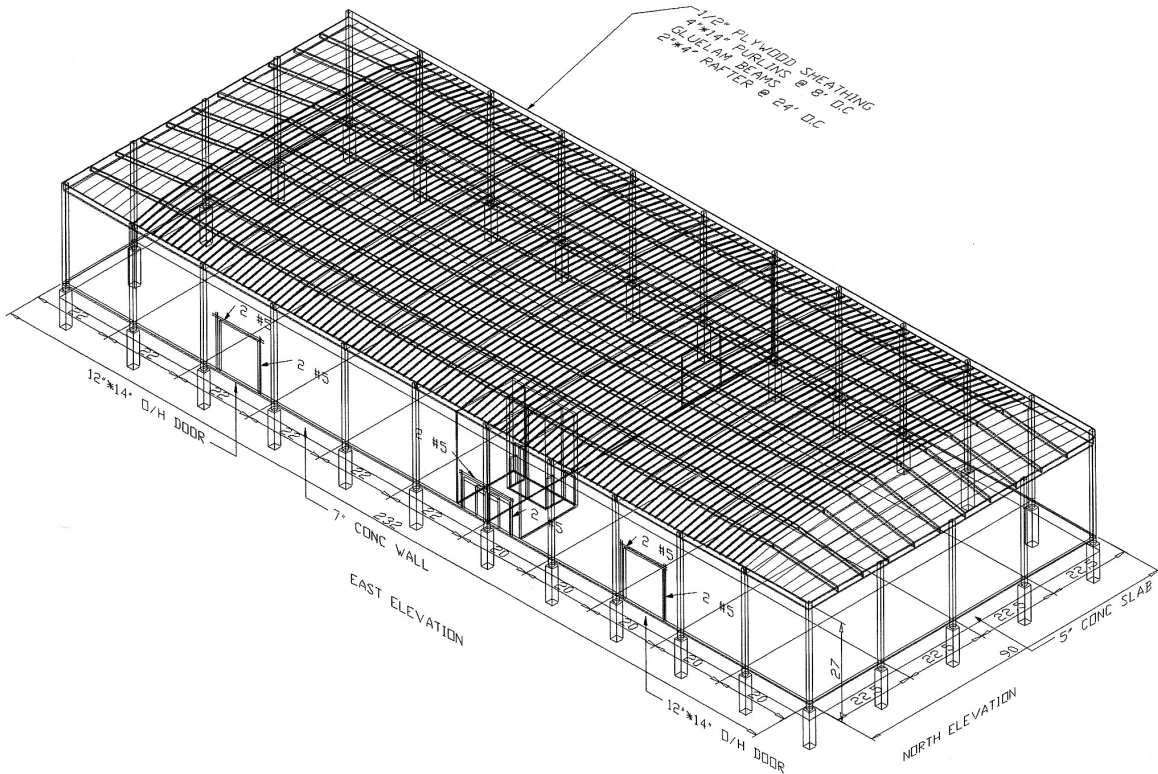 1/2" PLYWOOD SHEATHING
4"*14" PURLINS @ 8' O.C
GLUELAM BEAMS
2"*4" RAFTER @ 24' O.C
2 #5
2 #5
22
22
22
22
22
22
12'*14' O/H DOOR
2 #5
2 #5
232
7" CONC WALL
EAST ELEVATION
20
20
20
20
20
2 #5
2 #5
12'*14' O/H DOOR
27
22.5
22.5
22.5
22.5
90
5" CONC SLAB
NORTH ELEVATION